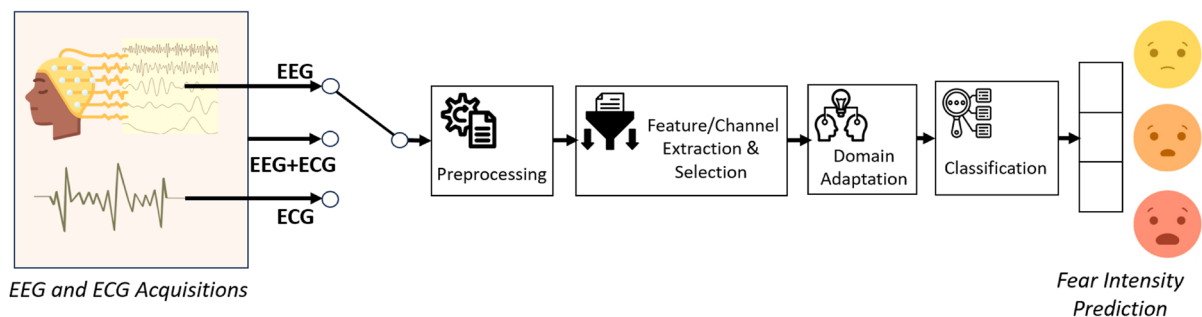 EEG
EEG+ECG
ECG
EEG and ECG Acquisitions
Preprocessing
Feature/Channel
Extraction &
Selection
Domain
Adaptation
Classification
Fear Intensity
Prediction